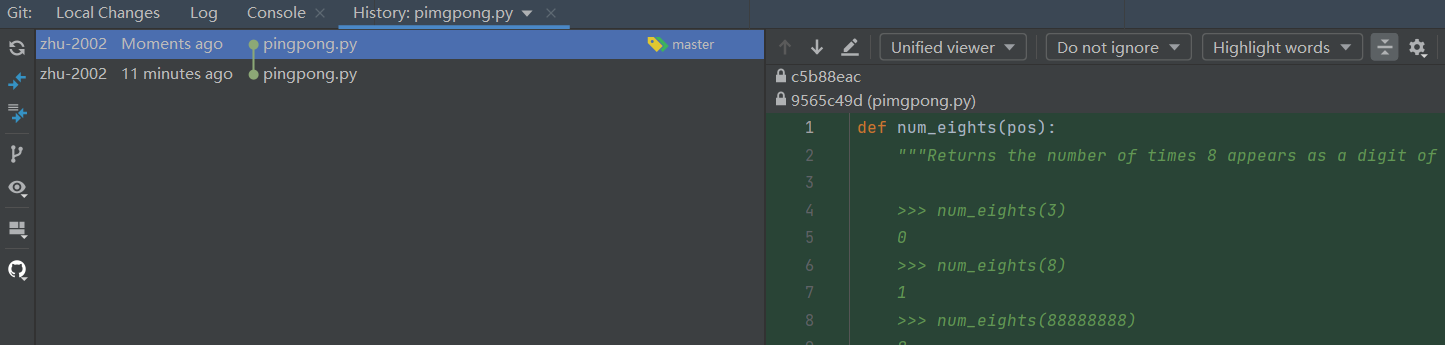 Git: Local Changes Log Console History: pimgpong.py
zhu-2002 Moments ago pingpong.py master
zhu-2002 11 minutes ago pingpong.py
Unified viewer Do not ignore Highlight words
c5b88eac
9565c49d (pimgpong.py)
1 def num_eights(pos):
2 """Returns the number of times 8 appears as a digit of
3
4 >>> num_eights(3)
5 0
6 >>> num_eights(8)
7 1
8 >>> num_eights(88888888)